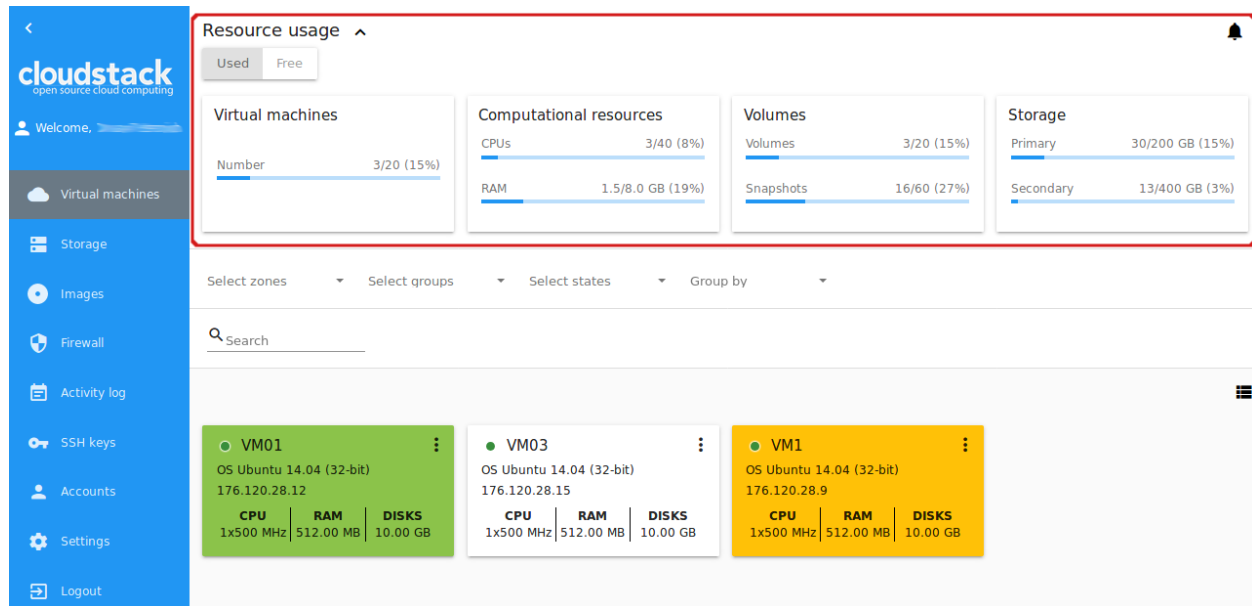 cloudstack
open source cloud computing
Welcome,
Virtual machines
Storage
Images
Firewall
Activity log
SSH keys
Accounts
Settings
Logout
Resource usage
Used Free
Virtual machines
Number 3/20 (15%)
Computational resources
CPUs 3/40 (8%)
RAM 1.5/8.0 GB (19%)
Volumes
Volumes 3/20 (15%)
Snapshots 16/60 (27%)
Storage
Primary 30/200 GB (15%)
Secondary 13/400 GB (3%)
Select zones Select groups Select states Group by
Search
VM01
OS Ubuntu 14.04 (32-bit)
176.120.28.12
CPU RAM DISKS
1x500 MHz 512.00 MB 10.00 GB
VM03
OS Ubuntu 14.04 (32-bit)
176.120.28.15
CPU RAM DISKS
1x500 MHz 512.00 MB 10.00 GB
VM1
OS Ubuntu 14.04 (32-bit)
176.120.28.9
CPU RAM DISKS
1x500 MHz 512.00 MB 10.00 GB